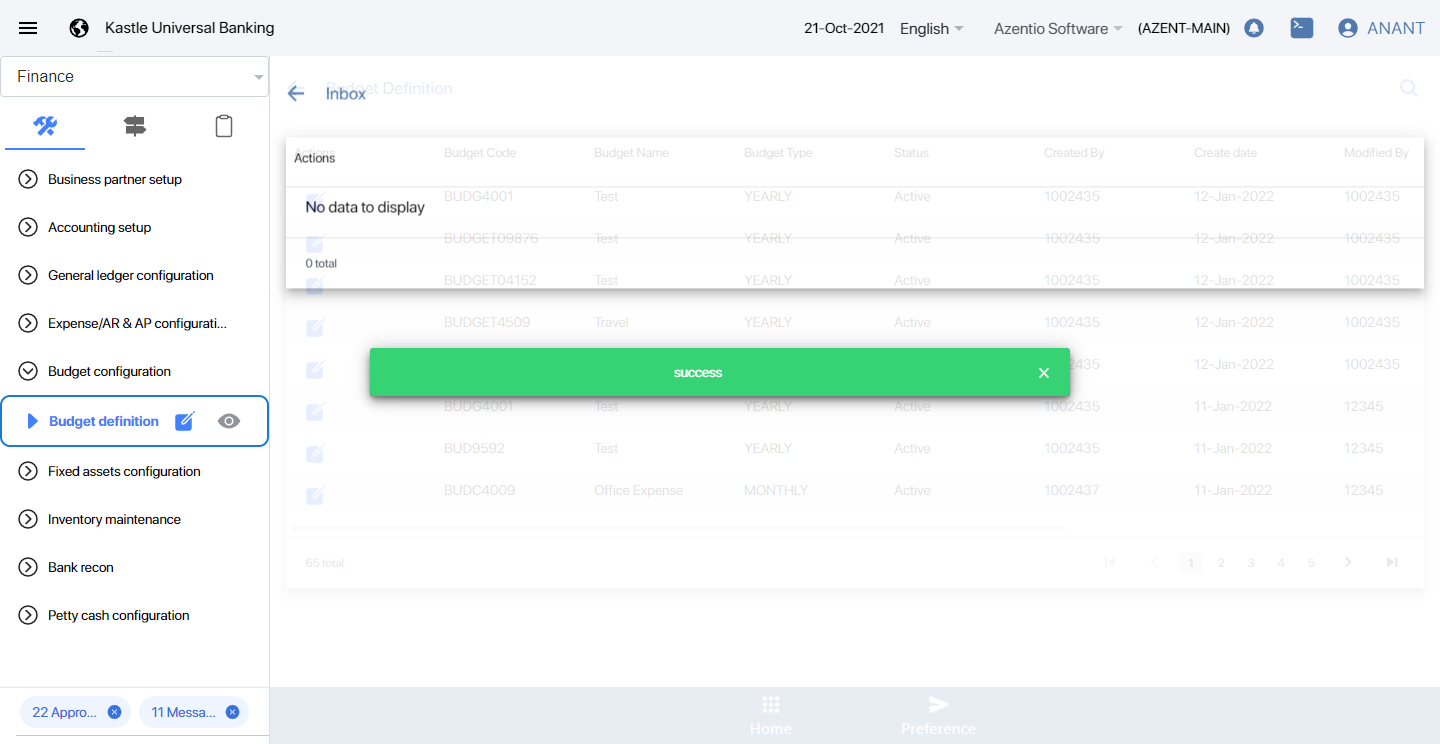 Kastle Universal Banking
21-Oct-2021 English Azentio Software (AZENT-MAIN) ANANT
Finance
Business partner setup
Accounting setup
General ledger configuration
Expense/AR & AP configurati...
Budget configuration
Budget definition
Fixed assets configuration
Inventory maintenance
Bank recon
Petty cash configuration
22 Appro...
11 Messa...
Budget Definition
Inbox
Actions
No data to display
0 total
Actions Budget Code Budget Name Budget Type Status Created By Create date Modified By
BUDG4001 Test YEARLY Active 1002435 12-Jan-2022 1002435
BUDGET09876 Test YEARLY Active 1002435 12-Jan-2022 1002435
BUDGET04152 Test YEARLY Active 1002435 12-Jan-2022 1002435
BUDGET4509 Travel YEARLY Active 1002435 12-Jan-2022 1002435
2435 12-Jan-2022 1002435
success
BUDG4001 Test YEARLY Active 1002435 11-Jan-2022 12345
BUD9592 Test YEARLY Active 1002435 11-Jan-2022 12345
BUDC4009 Office Expense MONTHLY Active 1002437 11-Jan-2022 12345
65 total
1 2 3 4 5
Home
Preference